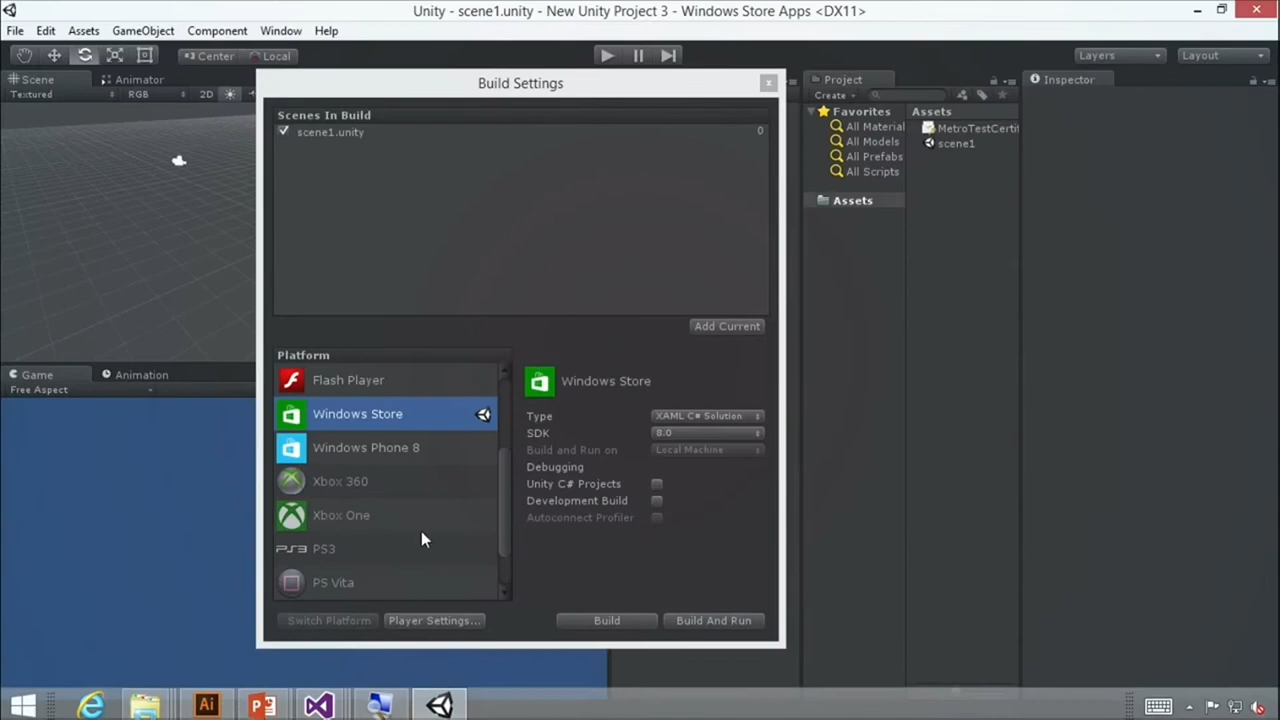 Unity - scene1.unity - New Unity Project 3 - Windows Store Apps <DX11>
File Edit Assets GameObject Component Window Help
Center Local Layers Layout
Scene Animator
Textured RGB 2D
Build Settings
Scenes In Build
scene1.unity 0
Add Current
Platform
Flash Player
Windows Store
Windows Phone 8
Xbox 360
Xbox One
PS3 PS3
PS Vita
Switch Platform Player Settings...
Windows Store
Type XAML C# Solution
SDK 8.0
Build and Run on Local Machine
Debugging
Unity C# Projects
Development Build
Autoconnect Profiler
Build Build And Run
Project
Create
Favorites
All Material
All Models
All Prefabs
All Scripts
Assets
Assets
MetroTestCertif
scene1
Inspector
Game Animation
Free Aspect
Ai